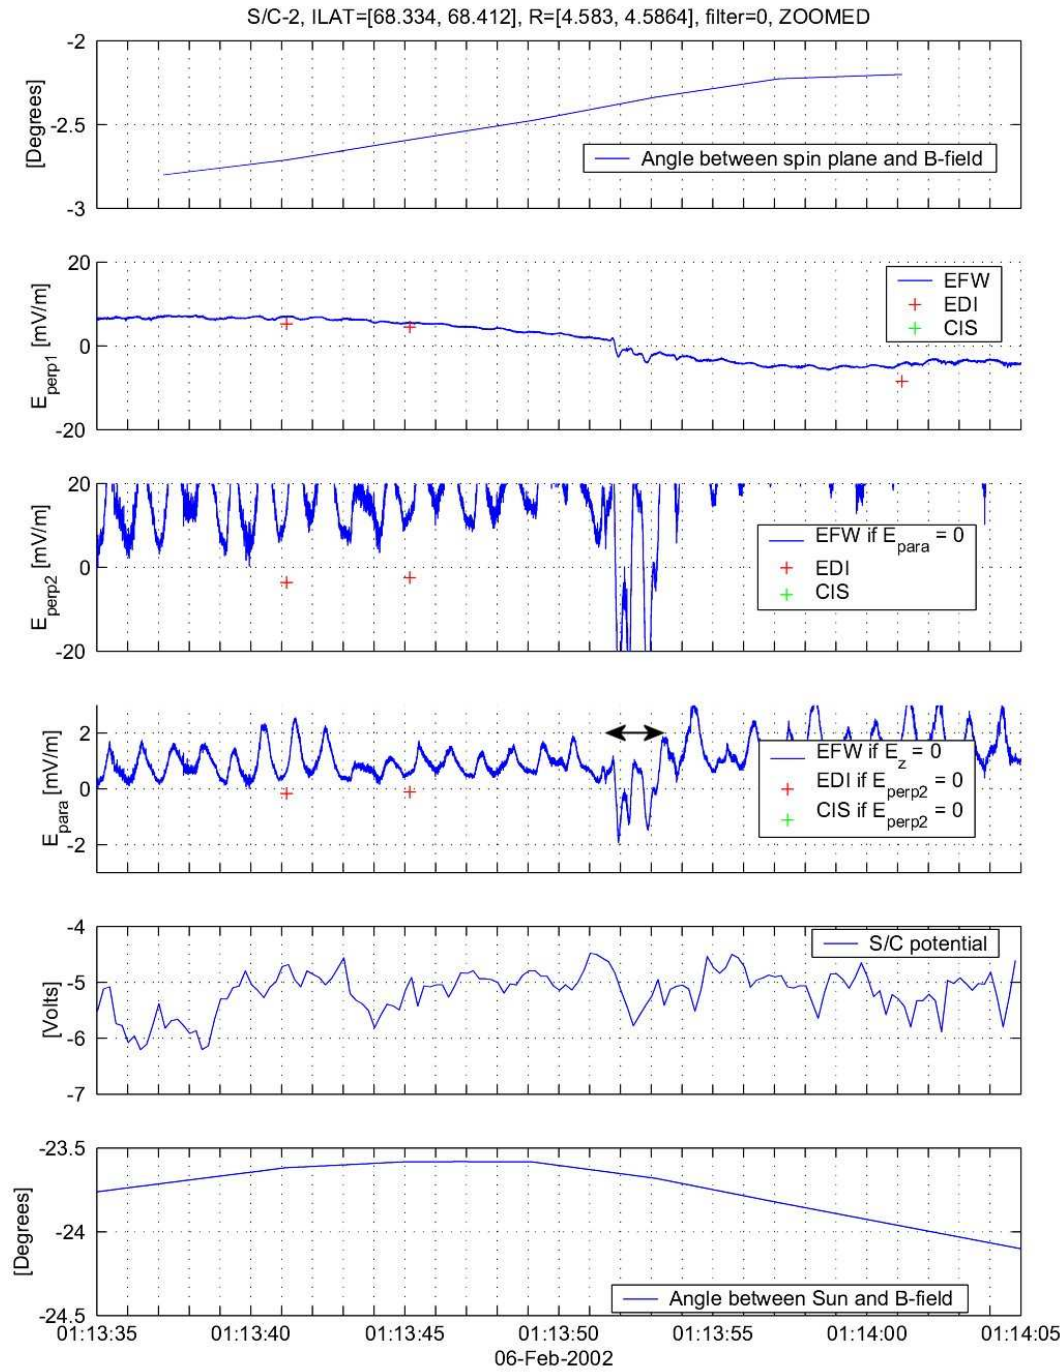 S/C-2, ILAT=[68.334, 68.412], R=[4.583, 4.5864], filter=0, ZOOMED
-2
-2.5
-3
[Degrees]
Angle between spin plane and B-field
20
0
-20
E_perp1 [mV/m]
EFW
EDI
CIS
20
0
-20
E_perp2 [mV/m]
EFW if E_para = 0
EDI
CIS
2
0
-2
E_para [mV/m]
EFW if E_z = 0
EDI if E_perp2 = 0
CIS if E_perp2 = 0
-4
-5
-6
-7
[Volts]
S/C potential
-23.5
-24
-24.5
[Degrees]
Angle between Sun and B-field
01:13:35 01:13:40 01:13:45 01:13:50 01:13:55 01:14:00 01:14:05
06-Feb-2002